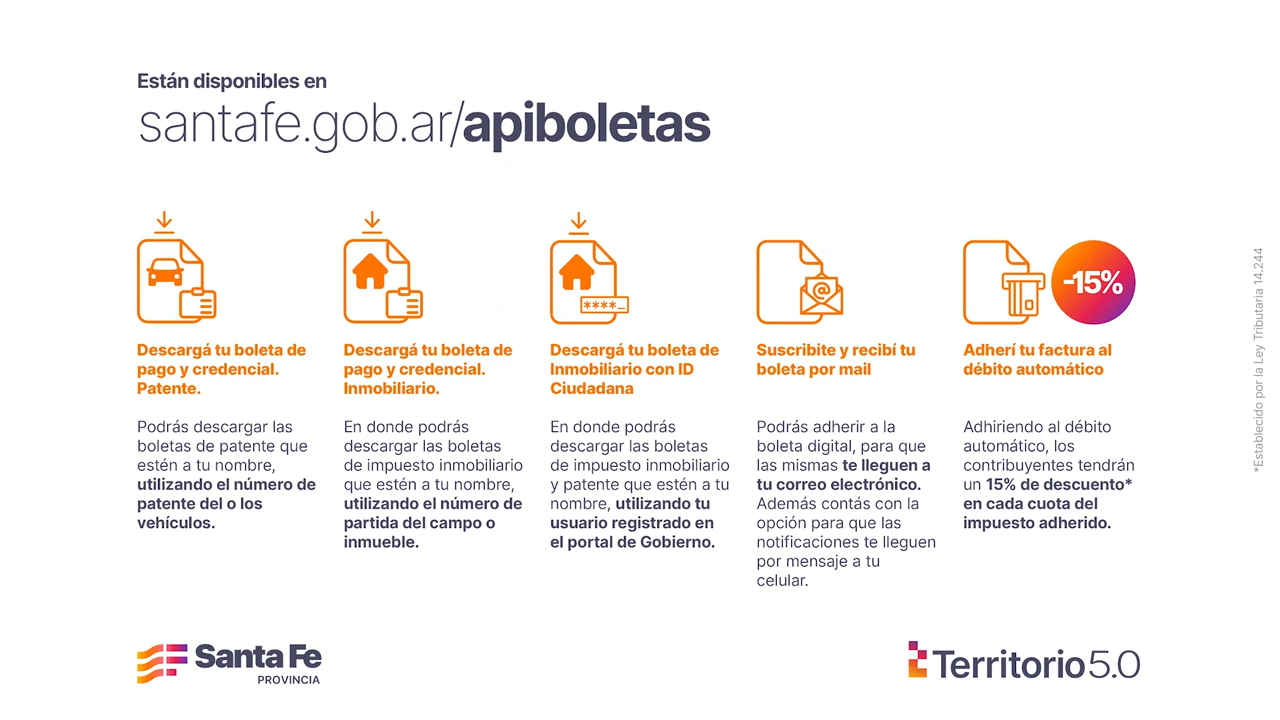 Están disponibles en
santafe.gob.ar/apiboletas
-15%
****_
@
Descargá tu boleta de
pago y credencial.
Patente.
Podrás descargar las
boletas de patente que
estén a tu nombre,
utilizando el número de
patente del o los
vehículos.
Descargá tu boleta de
pago y credencial.
Inmobiliario.
En donde podrás
descargar las boletas
de impuesto inmobiliario
que estén a tu nombre,
utilizando el número de
partida del campo o
inmueble.
Descargá tu boleta de
Inmobiliario con ID
Ciudadana
En donde podrás
descargar las boletas
de impuesto inmobiliario
y patente que estén a tu
nombre, utilizando tu
usuario registrado en
el portal de Gobierno.
Suscribite y recibí tu
boleta por mail
Podrás adherir a la
boleta digital, para que
las mismas te lleguen a
tu correo electrónico.
Además contás con la
opción para que las
notificaciones te lleguen
por mensaje a tu
celular.
Adherí tu factura al
débito automático
Adhiriendo al débito
automático, los
contribuyentes tendrán
un 15% de descuento*
en cada cuota del
impuesto adherido.
*Establecido por la Ley Tributaria 14.244
Santa Fe
PROVINCIA
Territorio 5.0